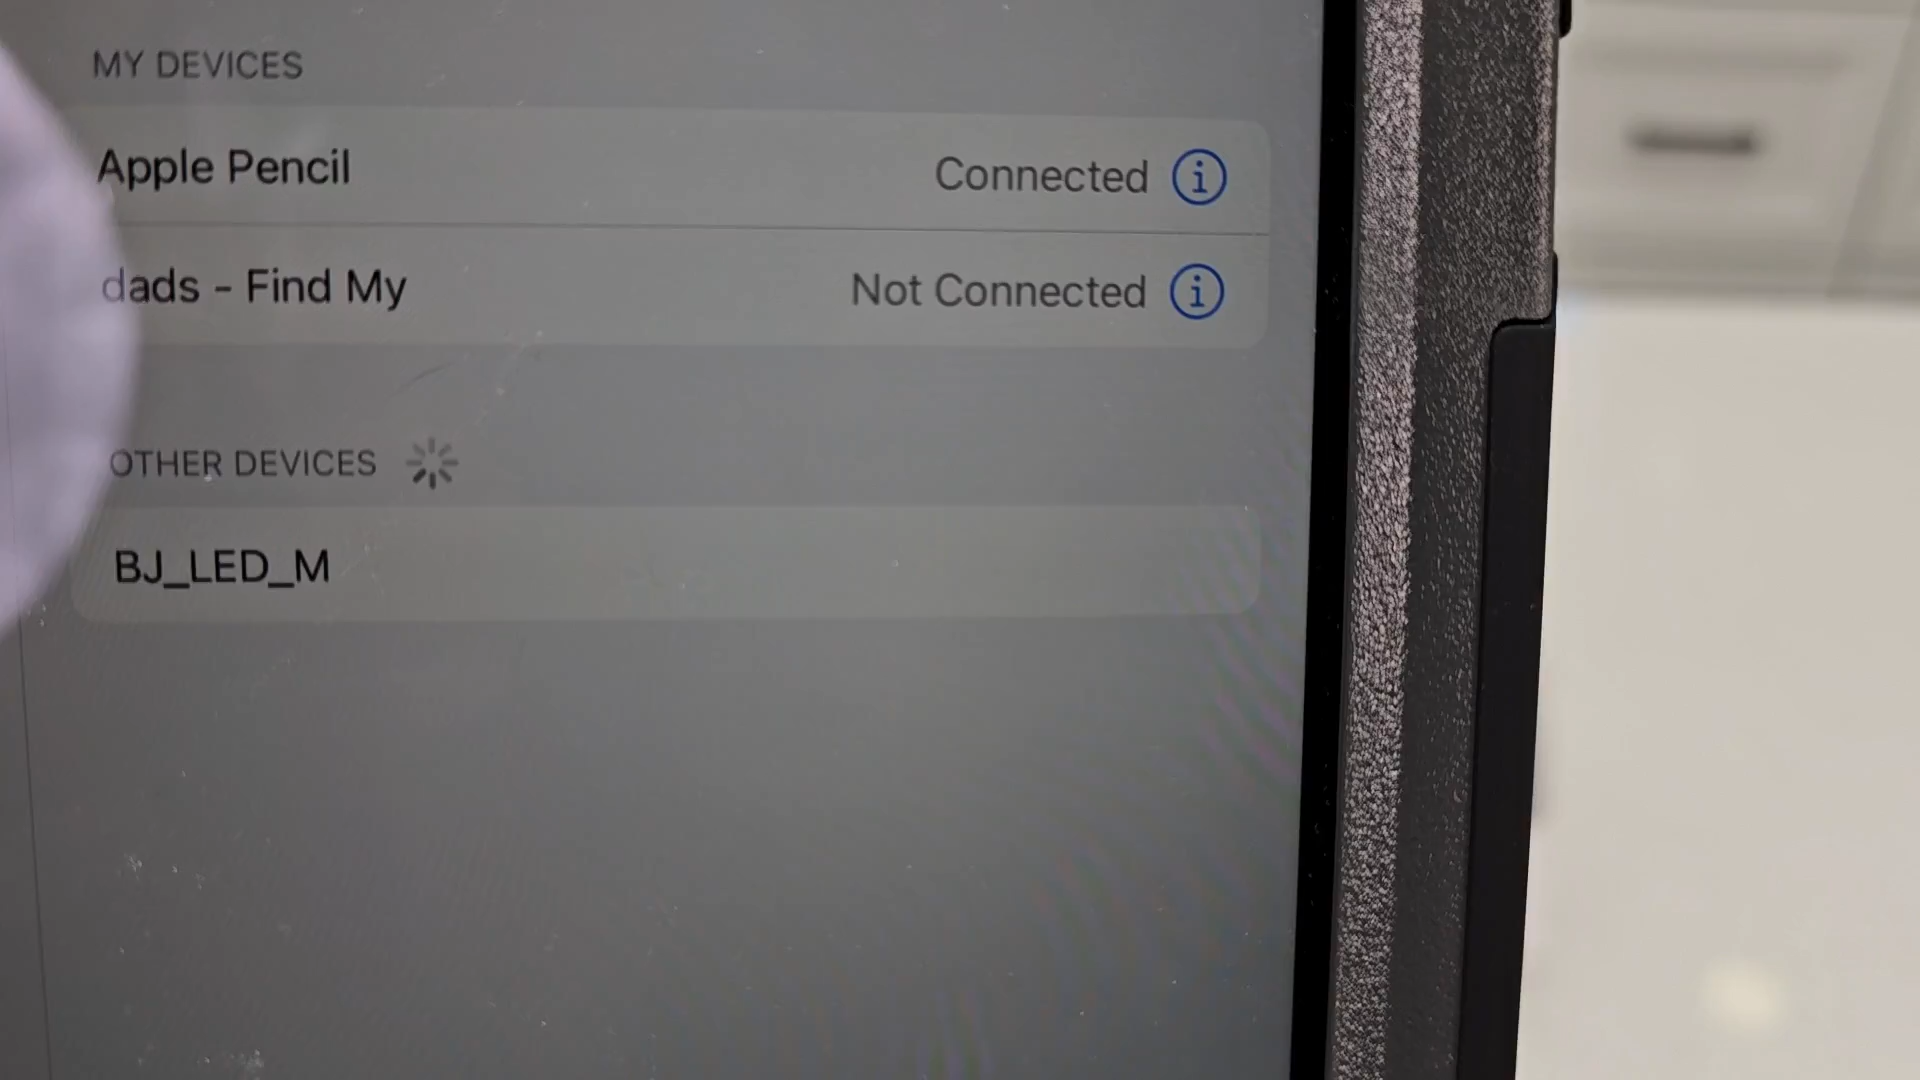 MY DEVICES
Apple Pencil Connected
dads - Find My Not Connected
OTHER DEVICES
BJ_LED_M